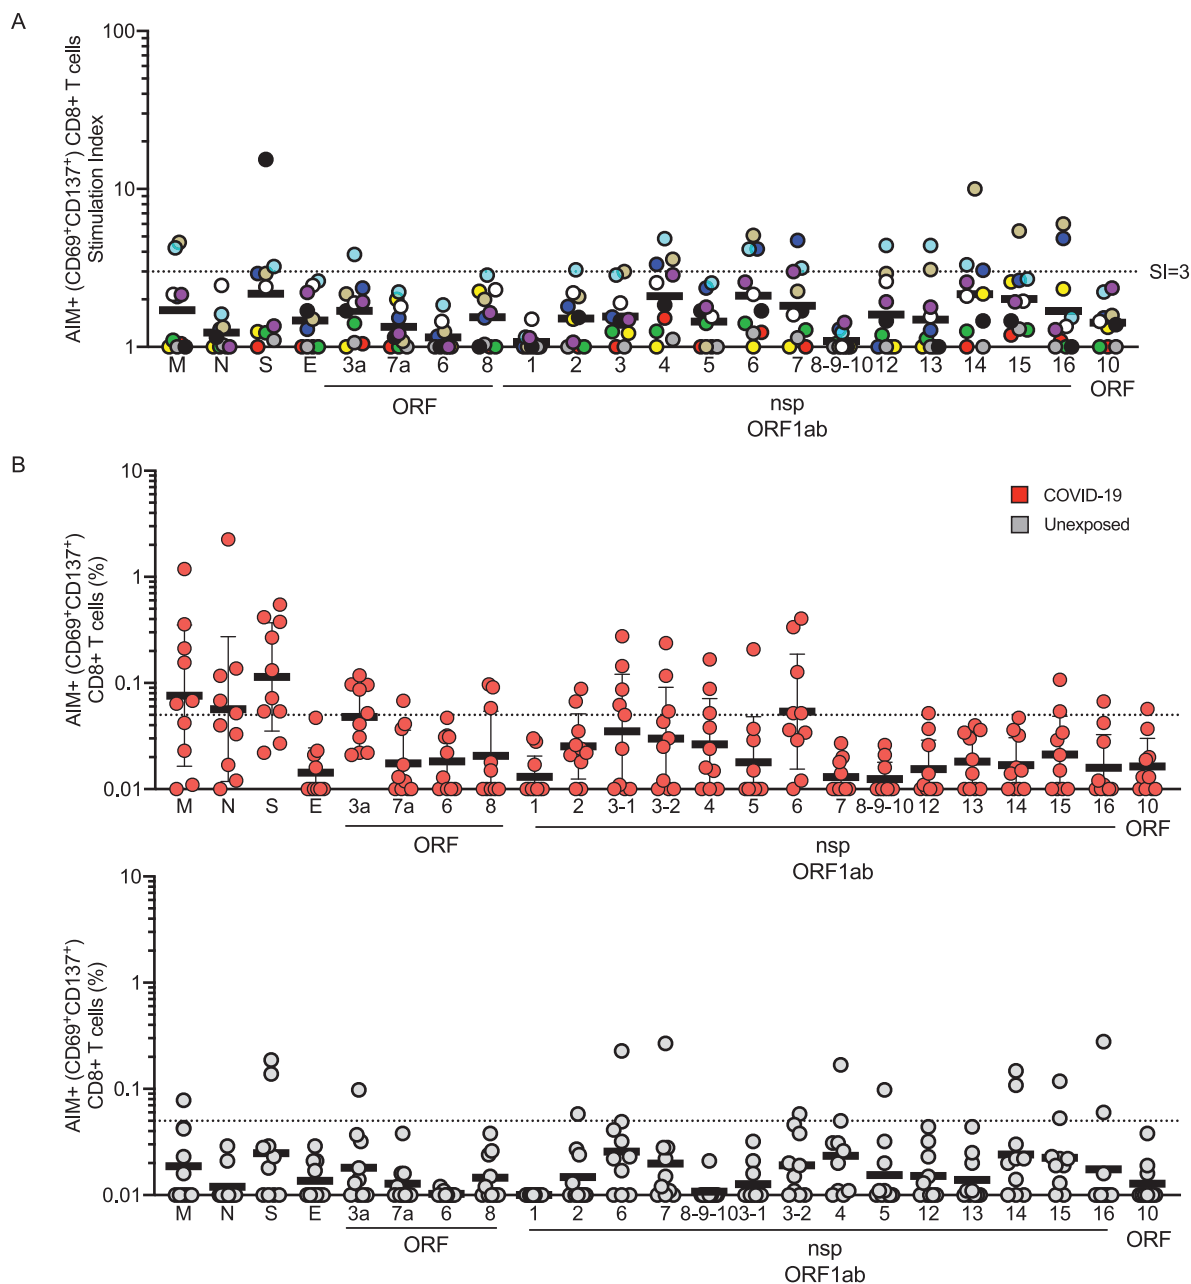 A
AIM+ (CD69+CD137+) CD8+ T cells
Stimulation Index
100
10
1
SI=3
M N S E 3a 7a 6 8 1 2 3 4 5 6 7 8-9-10 12 13 14 15 16 10
ORF nsp ORF
ORF1ab
B
AIM+ (CD69+CD137+)
CD8+ T cells (%)
10
1
0.1
0.01
COVID-19
Unexposed
M N S E 3a 7a 6 8 1 2 3-1 3-2 4 5 6 7 8-9-10 12 13 14 15 16 10
ORF nsp ORF
ORF1ab
AIM+ (CD69+CD137+)
CD8+ T cells (%)
10
1
0.1
0.01
M N S E 3a 7a 6 8 1 2 6 7 8-9-10 3-1 3-2 4 5 12 13 14 15 16 10
ORF nsp ORF
ORF1ab